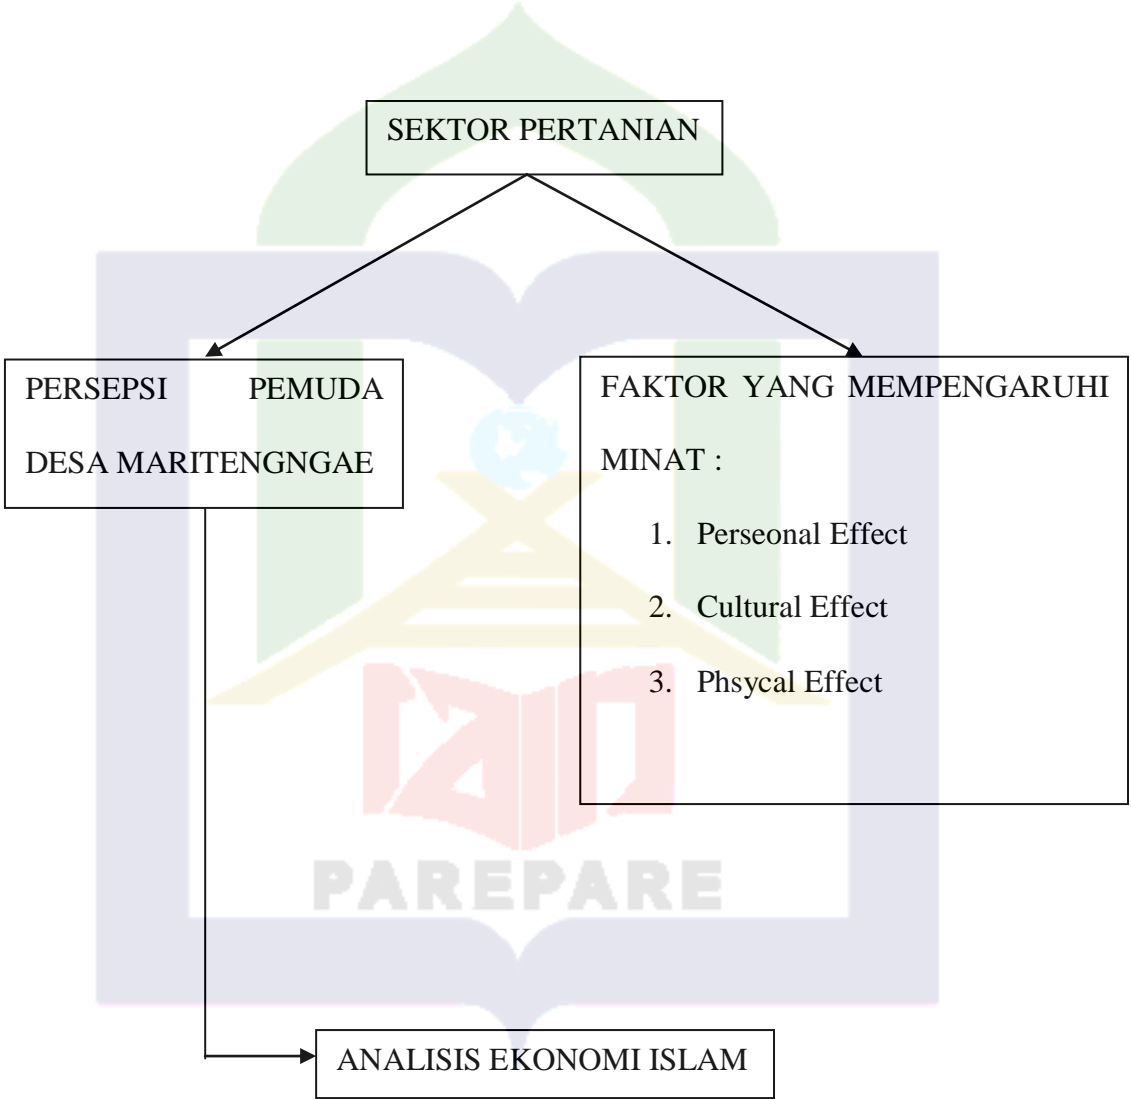 SEKTOR PERTANIAN
PERSEPSI PEMUDA
DESA MARITENGNGAE
FAKTOR YANG MEMPENGARUHI
MINAT :
1. Perseonal Effect
2. Cultural Effect
3. Phsycal Effect
iain
PAREPARE
ANALISIS EKONOMI ISLAM